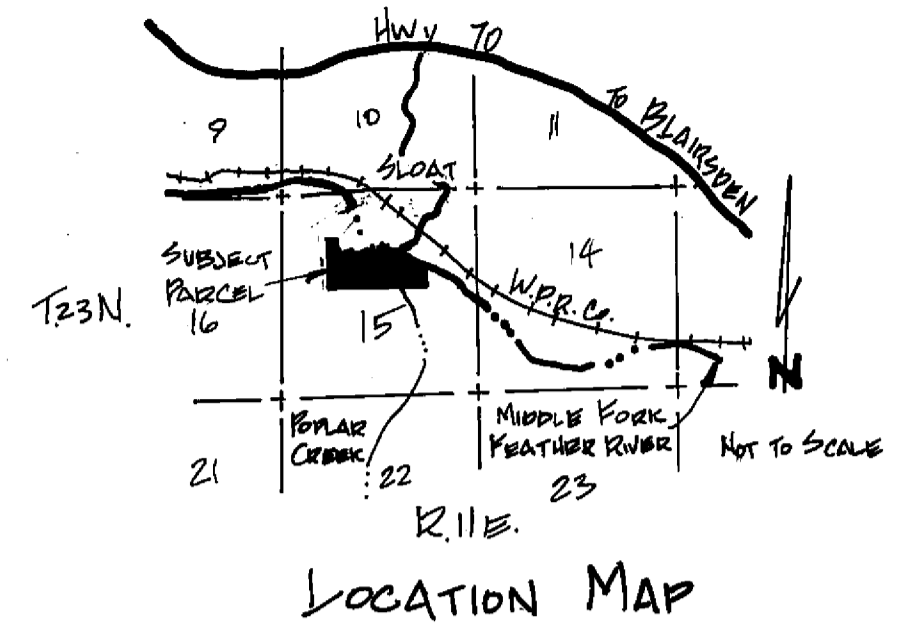 HWY 70
TO BLAIRSDEN
9
10
11
SLOAT
SUBJECT
PARCEL
14
W.P.R.Co.
T.23N.
16
15
N
POPLAR
CREEK
MIDDLE FORK
FEATHER RIVER
NOT TO SCALE
21
22
23
R.11E.
LOCATION MAP